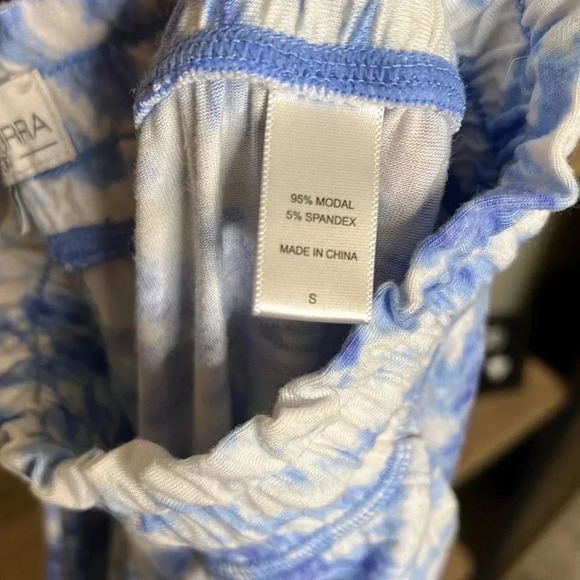 95% MODAL
5% SPANDEX
MADE IN CHINA
S